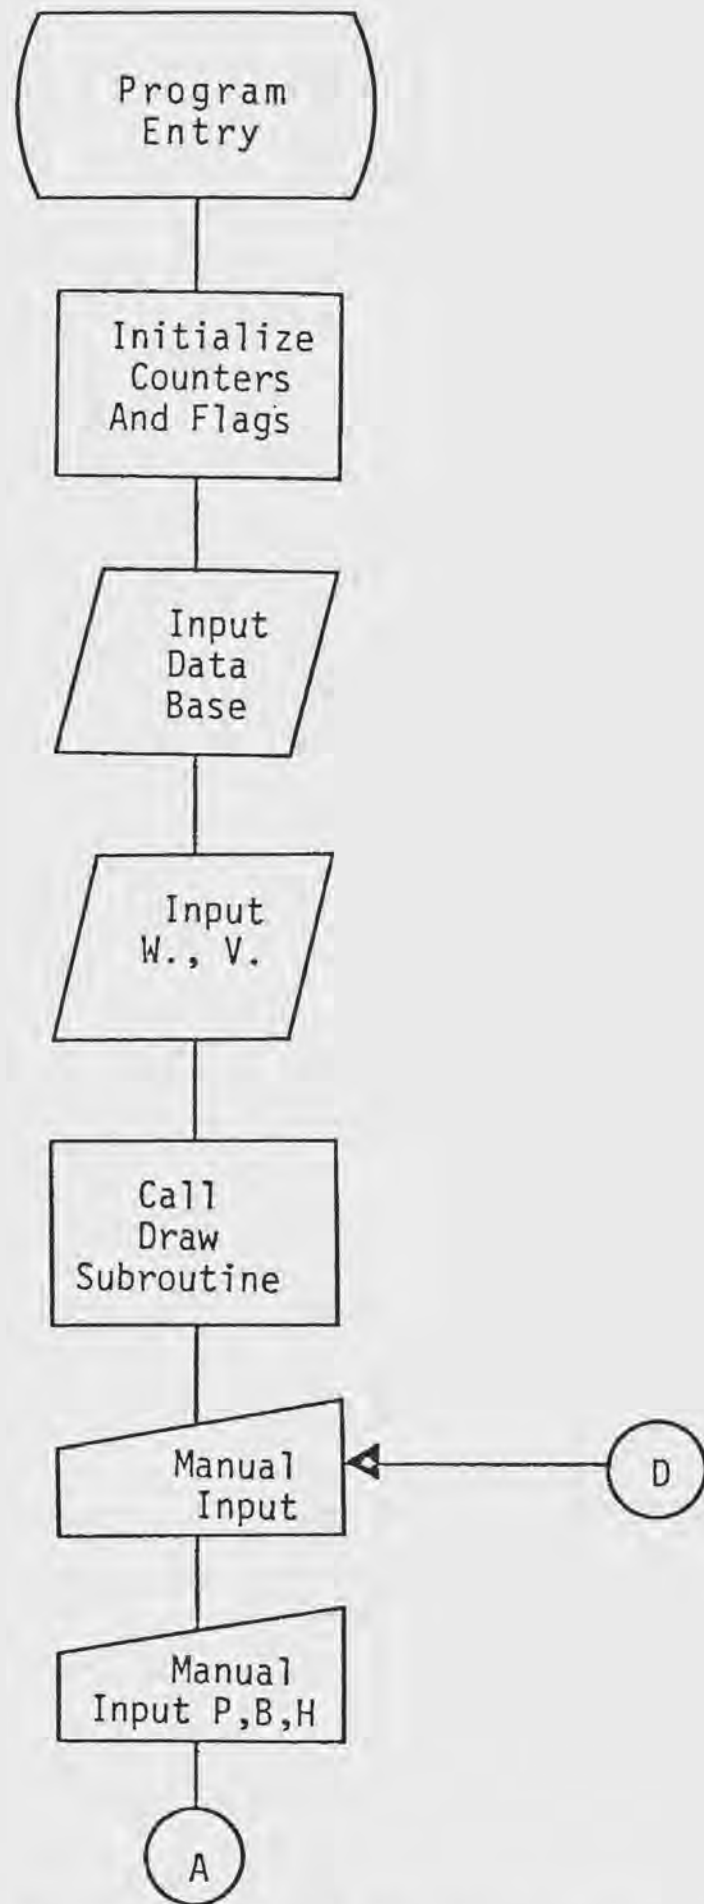 Program
Entry
Initialize
Counters
And Flags
Input
Data
Base
Input
W., V.
Call
Draw
Subroutine
Manual
Input
D
Manual
Input P,B,H
A